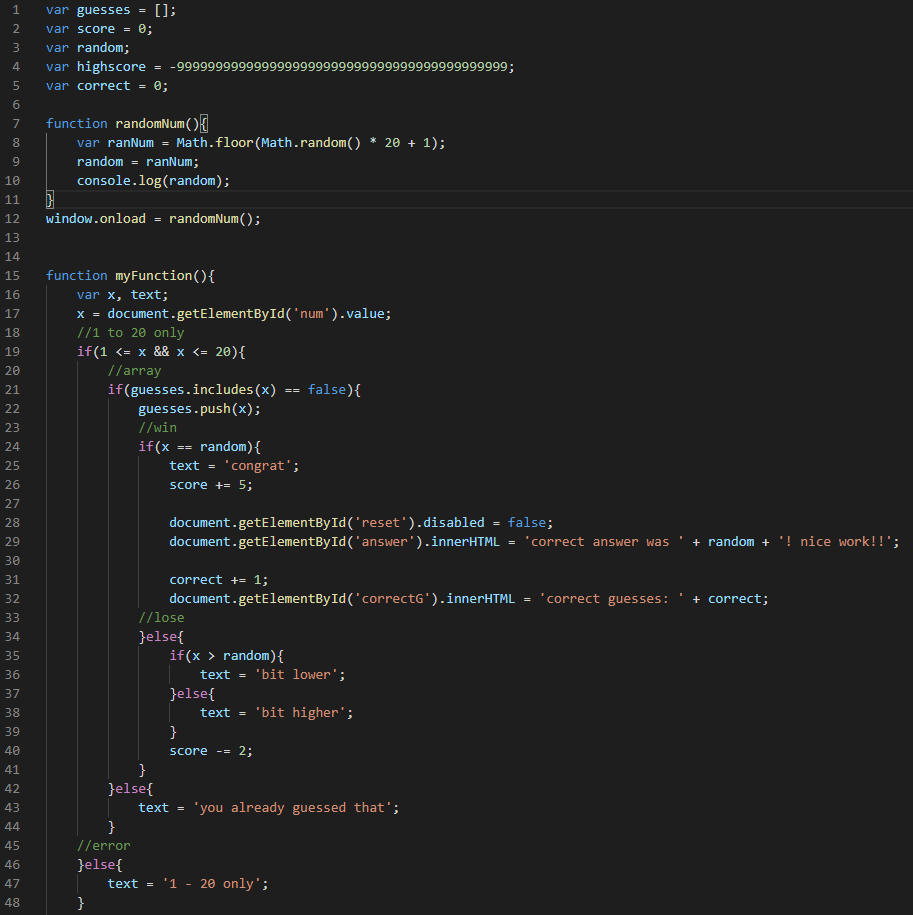 1 var guesses = [];
2 var score = 0;
3 var random;
4 var highscore = -9999999999999999999999999999999999999999999;
5 var correct = 0;
6
7 function randomNum(){
8     var ranNum = Math.floor(Math.random() * 20 + 1);
9     random = ranNum;
10     console.log(random);
11 }
12 window.onload = randomNum();
13
14
15 function myFunction(){
16     var x, text;
17     x = document.getElementById('num').value;
18     //1 to 20 only
19     if(1 <= x && x <= 20){
20         //array
21         if(guesses.includes(x) == false){
22             guesses.push(x);
23             //win
24             if(x == random){
25                 text = 'congrat';
26                 score += 5;
27
28                 document.getElementById('reset').disabled = false;
29                 document.getElementById('answer').innerHTML = 'correct answer was ' + random + '! nice work!!';
30
31                 correct += 1;
32                 document.getElementById('correctG').innerHTML = 'correct guesses: ' + correct;
33             //lose
34             }else{
35                 if(x > random){
36                     text = 'bit lower';
37                 }else{
38                     text = 'bit higher';
39                 }
40                 score -= 2;
41             }
42         }else{
43             text = 'you already guessed that';
44         }
45     //error
46     }else{
47         text = '1 - 20 only';
48     }